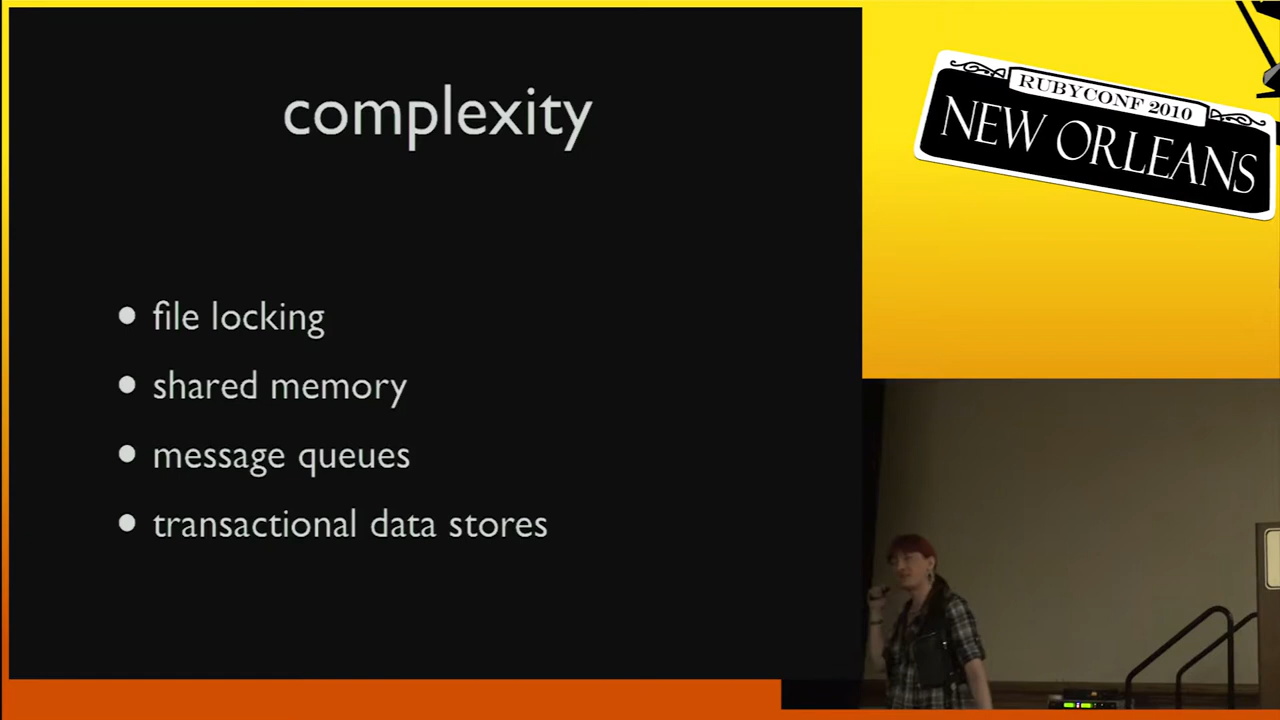 complexity
• file locking
• shared memory
• message queues
• transactional data stores
RUBYCONF 2010
NEW ORLEANS